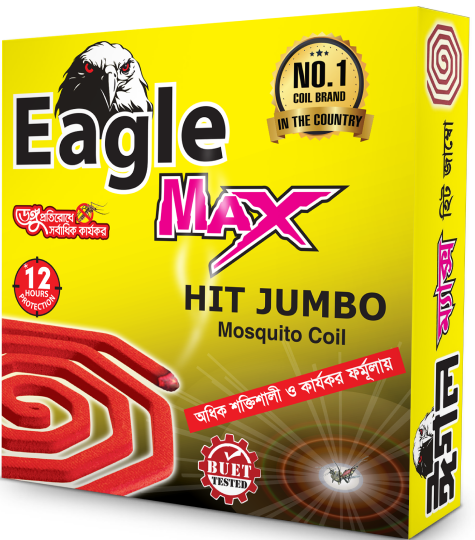 Eagle
MAX
HIT JUMBO
Mosquito Coil
NO.1
COIL BRAND
IN THE COUNTRY
ডেঙ্গু প্রতিরোধে
সর্বাধিক কার্যকর
12
HOURS
PROTECTION
অধিক শক্তিশালী ও কার্যকর ফর্মূলায়
BUET
TESTED
ঈগল
ম্যাক্স
হিট জাম্বো